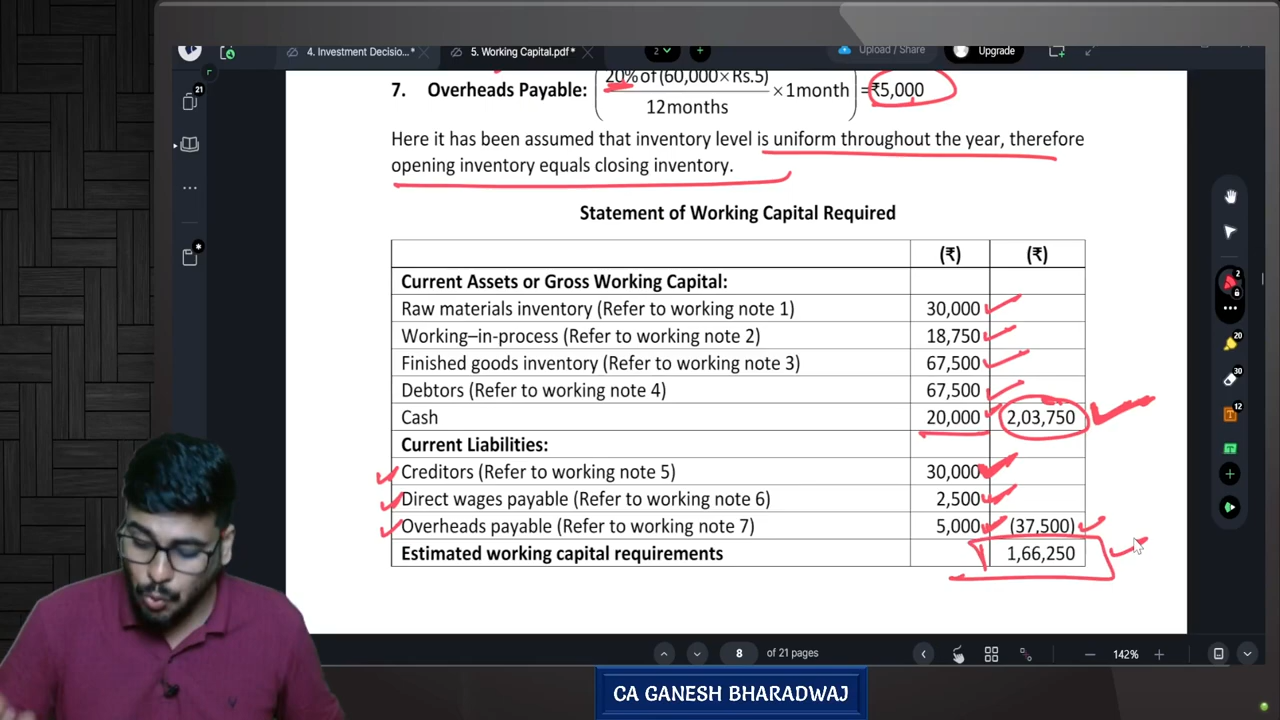 21
4. Investment Decisio...*
5. Working Capital.pdf*
2
Upload / Share
Upgrade
7. Overheads Payable: (20% of (60,000×Rs.5) / 12months ×1month) =₹5,000
Here it has been assumed that inventory level is uniform throughout the year, therefore
opening inventory equals closing inventory.
Statement of Working Capital Required
(₹) (₹)
Current Assets or Gross Working Capital:
Raw materials inventory (Refer to working note 1) 30,000
Working–in-process (Refer to working note 2) 18,750
Finished goods inventory (Refer to working note 3) 67,500
Debtors (Refer to working note 4) 67,500
Cash 20,000 2,03,750
Current Liabilities:
Creditors (Refer to working note 5) 30,000
Direct wages payable (Refer to working note 6) 2,500
Overheads payable (Refer to working note 7) 5,000 (37,500)
Estimated working capital requirements 1,66,250
2
20
30
12
8 of 21 pages
142%
CA GANESH BHARADWAJ